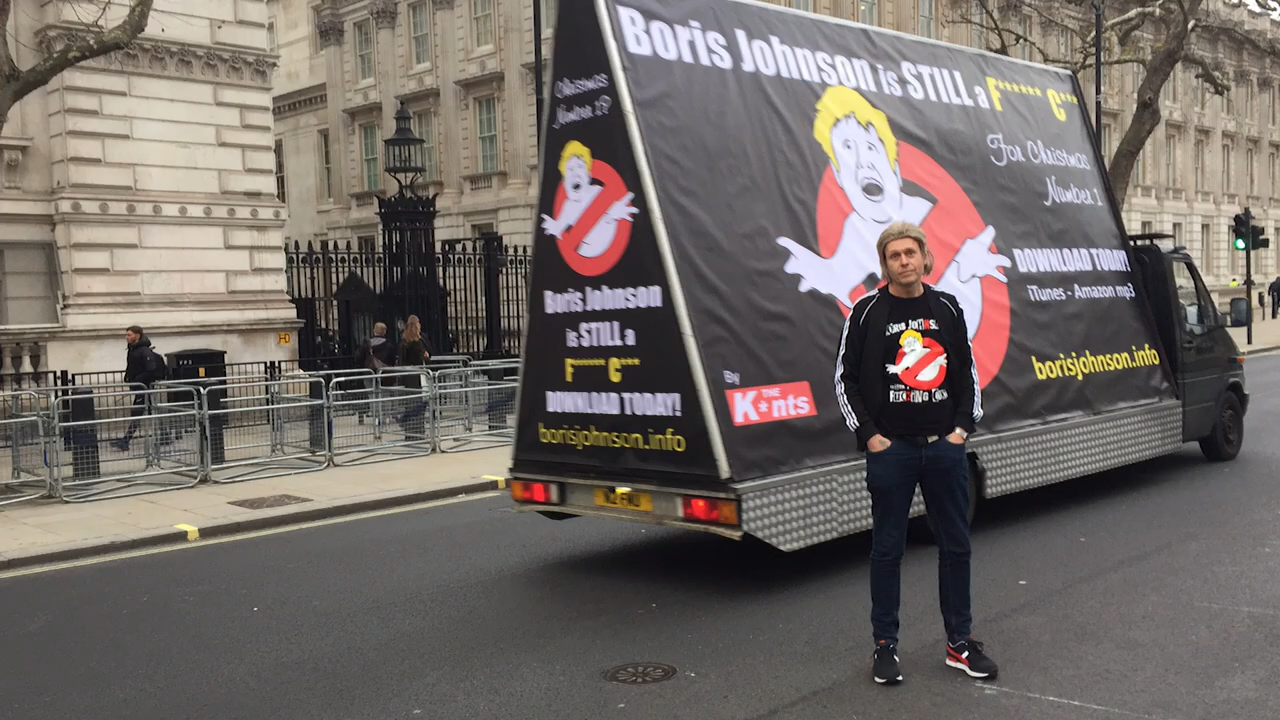 Christmas
Number 1?
Boris Johnson
is STILL a
F****** C***
DOWNLOAD TODAY!
borisjohnson.info
Boris Johnson is STILL a F****** C***
For Christmas
Number 1
DOWNLOAD TODAY!
iTunes - Amazon mp3
borisjohnson.info
By
THE
K*nts